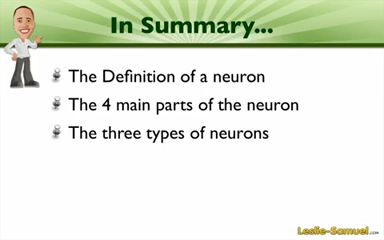 In Summary...
The Definition of a neuron
The 4 main parts of the neuron
The three types of neurons
Leslie-Samuel.com